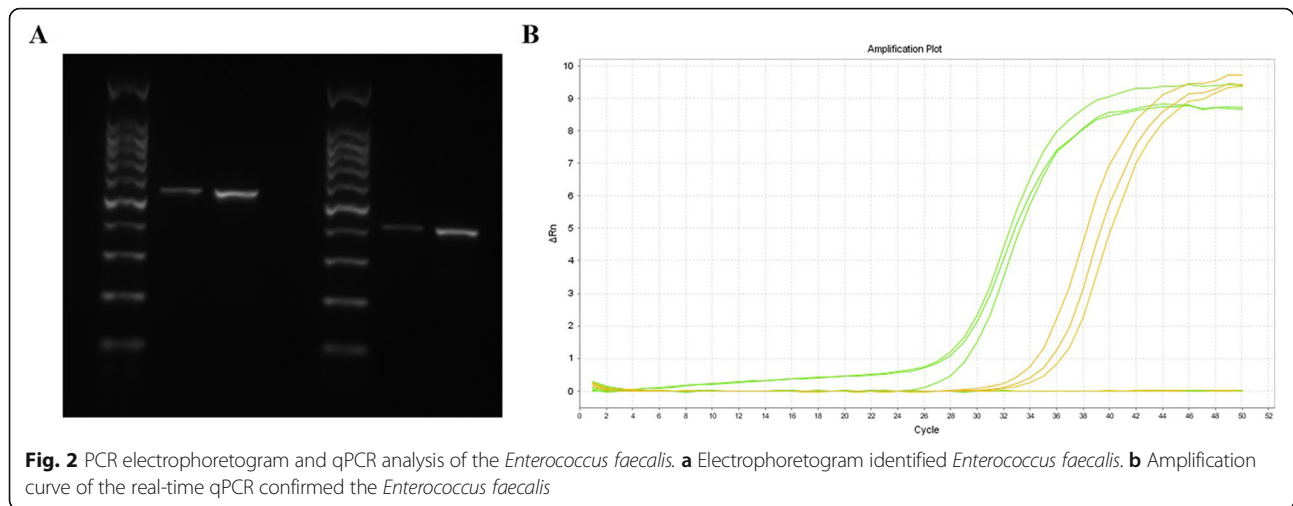 A
B
Amplification Plot
10
9
8
7
6
5
4
3
2
1
0
ΔRn
0 2 4 6 8 10 12 14 16 18 20 22 24 26 28 30 32 34 36 38 40 42 44 46 48 50 52
Cycle
Fig. 2 PCR electrophoretogram and qPCR analysis of the Enterococcus faecalis. a Electrophoretogram identified Enterococcus faecalis. b Amplification
curve of the real-time qPCR confirmed the Enterococcus faecalis